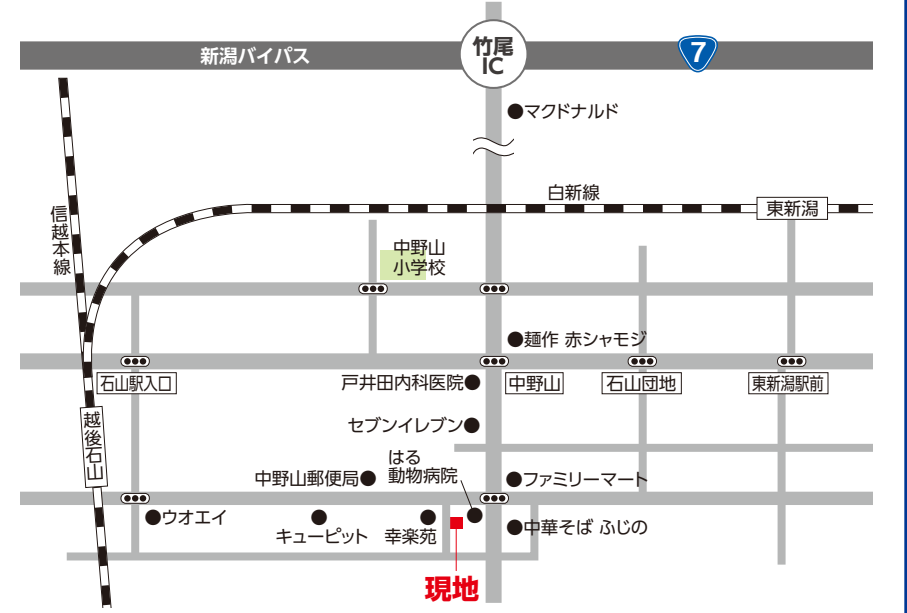 新潟バイパス
竹尾
IC
7
マクドナルド
白新線
東新潟
信越本線
中野山
小学校
麺作 赤シャモジ
石山駅入口
戸井田内科医院
中野山
石山団地
東新潟駅前
セブンイレブン
越後石山
はる
動物病院
中野山郵便局
ファミリーマート
ウオエイ
キューピット
幸楽苑
中華そば ふじの
現地